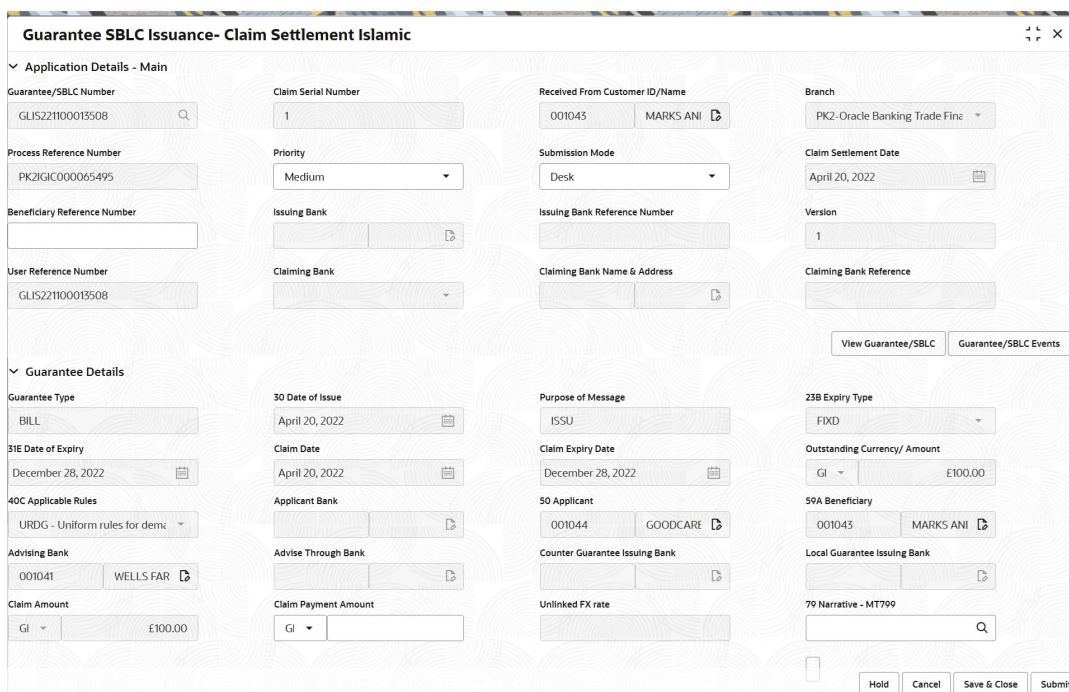 Guarantee SBLC Issuance- Claim Settlement Islamic
Application Details - Main
Guarantee/SBLC Number Claim Serial Number Received From Customer ID/Name Branch
GLIS221100013508 1 001043 MARKS ANI PK2-Oracle Banking Trade Fina
Process Reference Number Priority Submission Mode Claim Settlement Date
PK2IGIC000065495 Medium Desk April 20, 2022
Beneficiary Reference Number Issuing Bank Issuing Bank Reference Number Version
1
User Reference Number Claiming Bank Claiming Bank Name & Address Claiming Bank Reference
GLIS221100013508
View Guarantee/SBLC Guarantee/SBLC Events
Guarantee Details
Guarantee Type 30 Date of Issue Purpose of Message 23B Expiry Type
BILL April 20, 2022 ISSU FIXD
31E Date of Expiry Claim Date Claim Expiry Date Outstanding Currency/ Amount
December 28, 2022 April 20, 2022 December 28, 2022 GI £100.00
40C Applicable Rules Applicant Bank 50 Applicant 59A Beneficiary
URDG - Uniform rules for dema 001044 GOODCARE 001043 MARKS ANI
Advising Bank Advise Through Bank Counter Guarantee Issuing Bank Local Guarantee Issuing Bank
001041 WELLS FAR
Claim Amount Claim Payment Amount Unlinked FX rate 79 Narrative - MT799
GI £100.00 GI
Hold Cancel Save & Close Submit